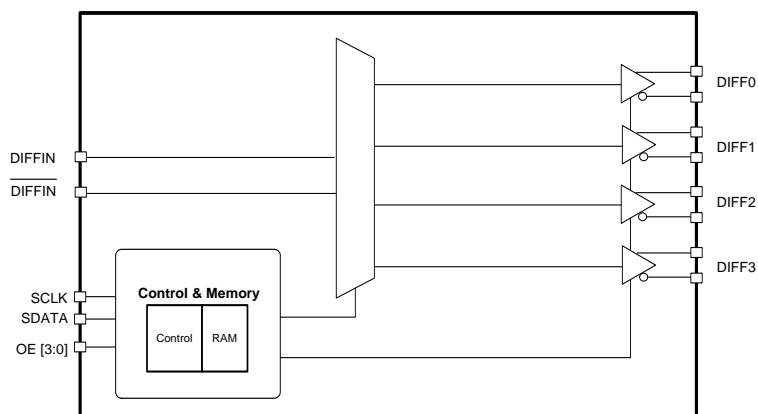 DIFF0
DIFF1
DIFFIN
DIFFIN
DIFF2
DIFF3
SCLK
SDATA
OE [3:0]
Control & Memory
Control
RAM